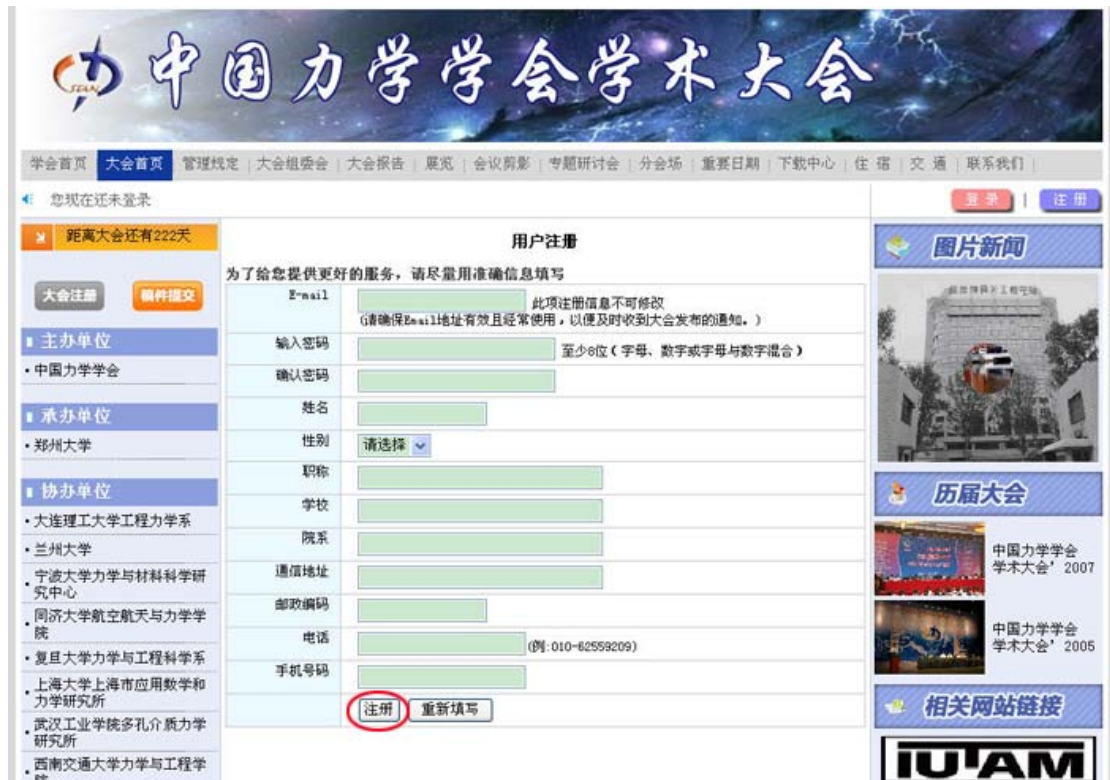 中国力学学会学术大会
学会首页 大会首页 管理规定 大会组委会 大会报告 展览 会议剪影 专题研讨会 分会场 重要日期 下载中心 住 宿 交 通 联系我们
您现在还未登录
登 录 | 注 册
距离大会还有222天
大会注册 稿件提交
主办单位
·中国力学学会
承办单位
·郑州大学
协办单位
·大连理工大学工程力学系
·兰州大学
·宁波大学力学与材料科学研
究中心
·同济大学航空航天与力学学
院
·复旦大学力学与工程科学系
·上海大学上海市应用数学和
力学研究所
·武汉工业学院多孔介质力学
研究所
·西南交通大学力学与工程学
院
用户注册
为了给您提供更好的服务，请尽量用准确信息填写
E-mail 此项注册信息不可修改
(请确保Email地址有效且经常使用，以便及时收到大会发布的通知。)
输入密码 至少8位(字母、数字或字母与数字混合)
确认密码
姓名
性别 请选择
职称
学校
院系
通信地址
邮政编码
电话 (例:010-62559209)
手机号码
注册 重新填写
图片新闻
历届大会
中国力学学会
学术大会’2007
中国力学学会
学术大会’2005
相关网站链接
IUTAM